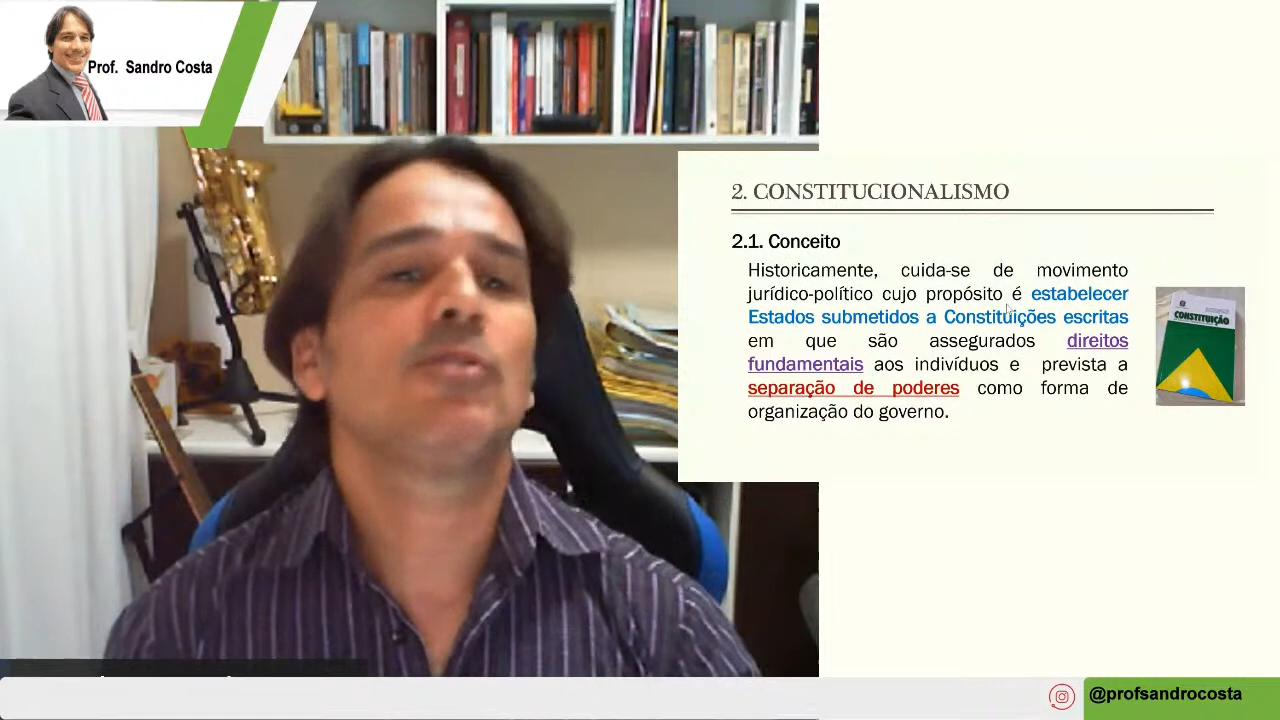 Prof. Sandro Costa
2. CONSTITUCIONALISMO
2.1. Conceito
Historicamente, cuida-se de movimento
jurídico-político cujo propósito é estabelecer
Estados submetidos a Constituições escritas
em que são assegurados direitos
fundamentais aos indivíduos e prevista a
separação de poderes como forma de
organização do governo.
CONSTITUIÇÃO
@profsandrocosta